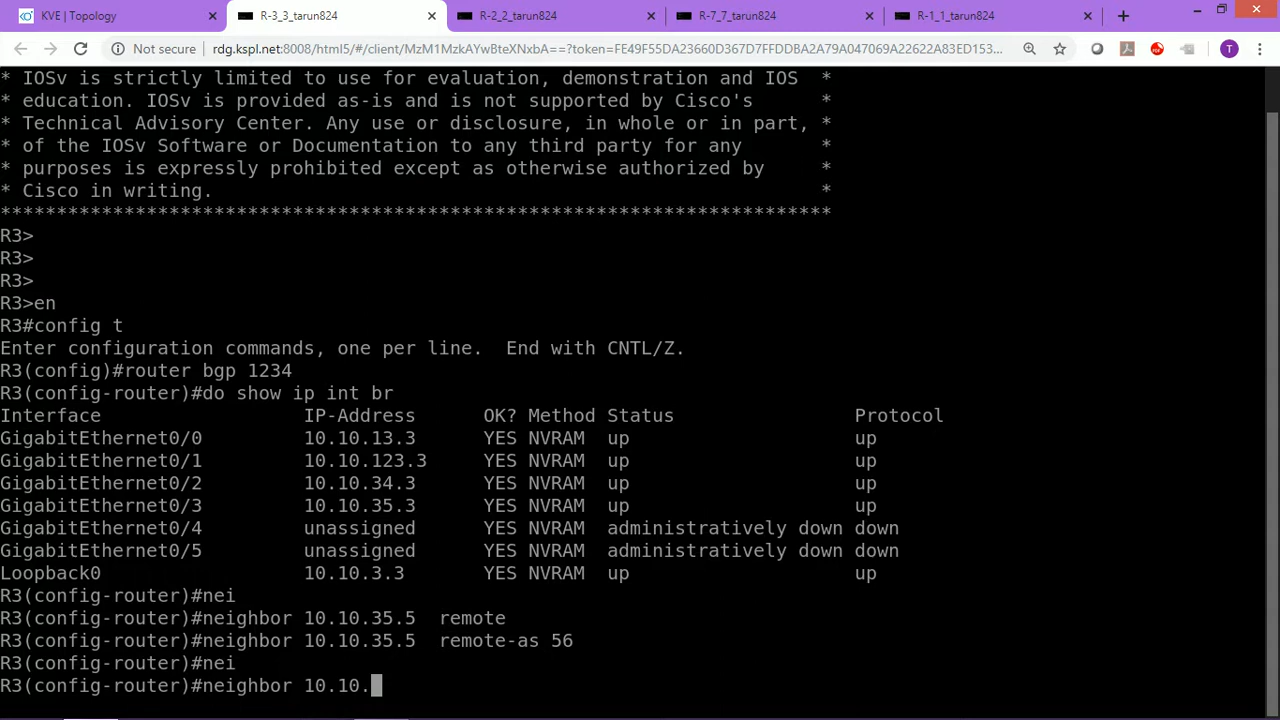 KVE | Topology
R-3_3_tarun824
R-2_2_tarun824
R-7_7_tarun824
R-1_1_tarun824
Not secure
rdg.kspl.net:8008/html5/#/client/MzM1MzkAYwBteXNxbA==?token=FE49F55DA23660D367D7FFDDBA2A79A047069A22622A83ED153...
T
* IOSv is strictly limited to use for evaluation, demonstration and IOS *
* education. IOSv is provided as-is and is not supported by Cisco's *
* Technical Advisory Center. Any use or disclosure, in whole or in part, *
* of the IOSv Software or Documentation to any third party for any *
* purposes is expressly prohibited except as otherwise authorized by *
* Cisco in writing. *
**************************************************************************
R3>
R3>
R3>
R3>en
R3#config t
Enter configuration commands, one per line. End with CNTL/Z.
R3(config)#router bgp 1234
R3(config-router)#do show ip int br
Interface IP-Address OK? Method Status Protocol
GigabitEthernet0/0 10.10.13.3 YES NVRAM up up
GigabitEthernet0/1 10.10.123.3 YES NVRAM up up
GigabitEthernet0/2 10.10.34.3 YES NVRAM up up
GigabitEthernet0/3 10.10.35.3 YES NVRAM up up
GigabitEthernet0/4 unassigned YES NVRAM administratively down down
GigabitEthernet0/5 unassigned YES NVRAM administratively down down
Loopback0 10.10.3.3 YES NVRAM up up
R3(config-router)#nei
R3(config-router)#neighbor 10.10.35.5 remote
R3(config-router)#neighbor 10.10.35.5 remote-as 56
R3(config-router)#nei
R3(config-router)#neighbor 10.10.